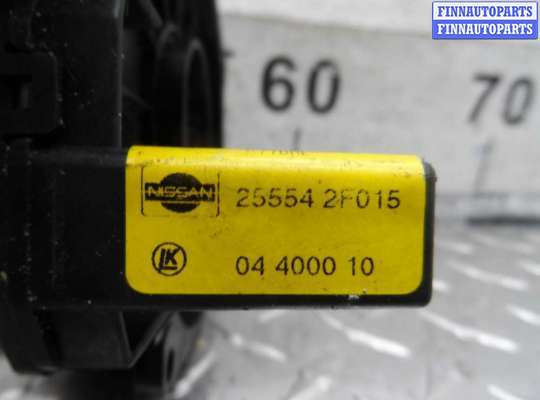 FINNAUTOPARTS
FINNAUTOPARTS
60
70
NISSAN
25554 2F015
LK
04 4000 10